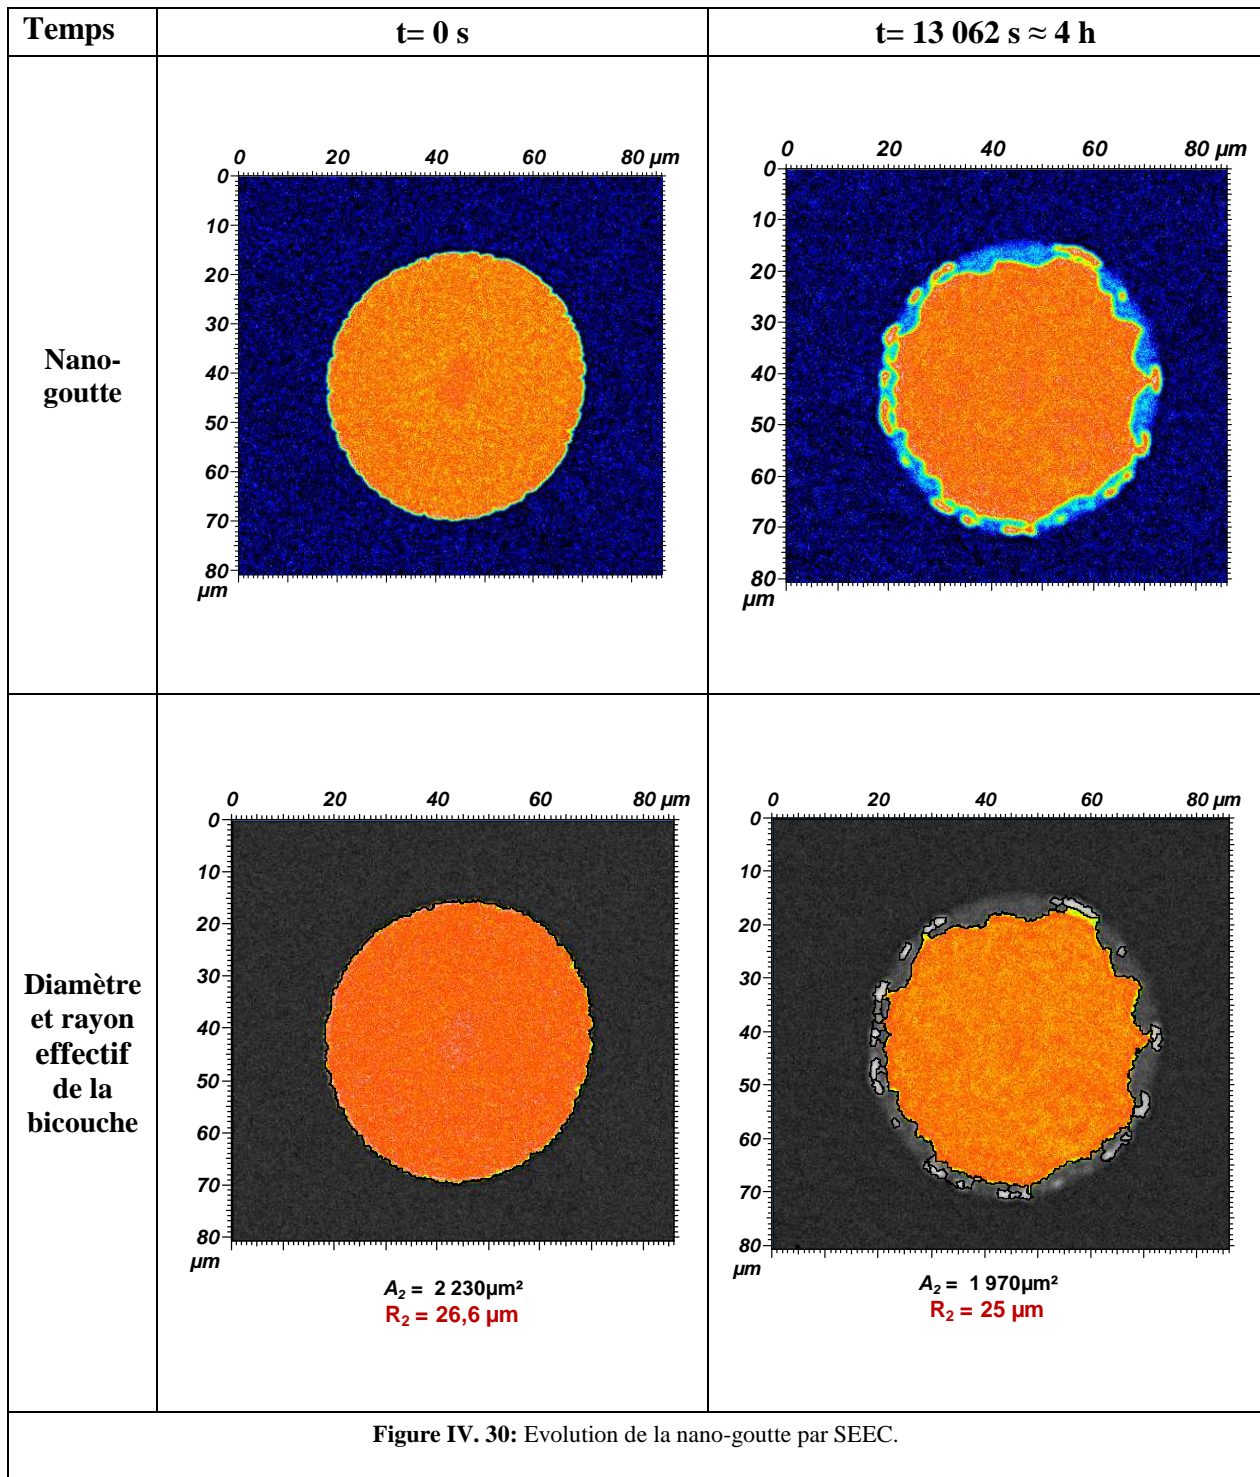 Temps
t= 0 s
t= 13 062 s ≈ 4 h
Nano-
goutte
0 20 40 60 80 µm
0
10
20
30
40
50
60
70
80
µm
0 20 40 60 80 µm
0
10
20
30
40
50
60
70
80
µm
Diamètre
et rayon
effectif
de la
bicouche
0 20 40 60 80 µm
0
10
20
30
40
50
60
70
80
µm
A₂ = 2 230µm²
R₂ = 26,6 µm
0 20 40 60 80 µm
0
10
20
30
40
50
60
70
80
µm
A₂ = 1 970µm²
R₂ = 25 µm
Figure IV. 30: Evolution de la nano-goutte par SEEC.